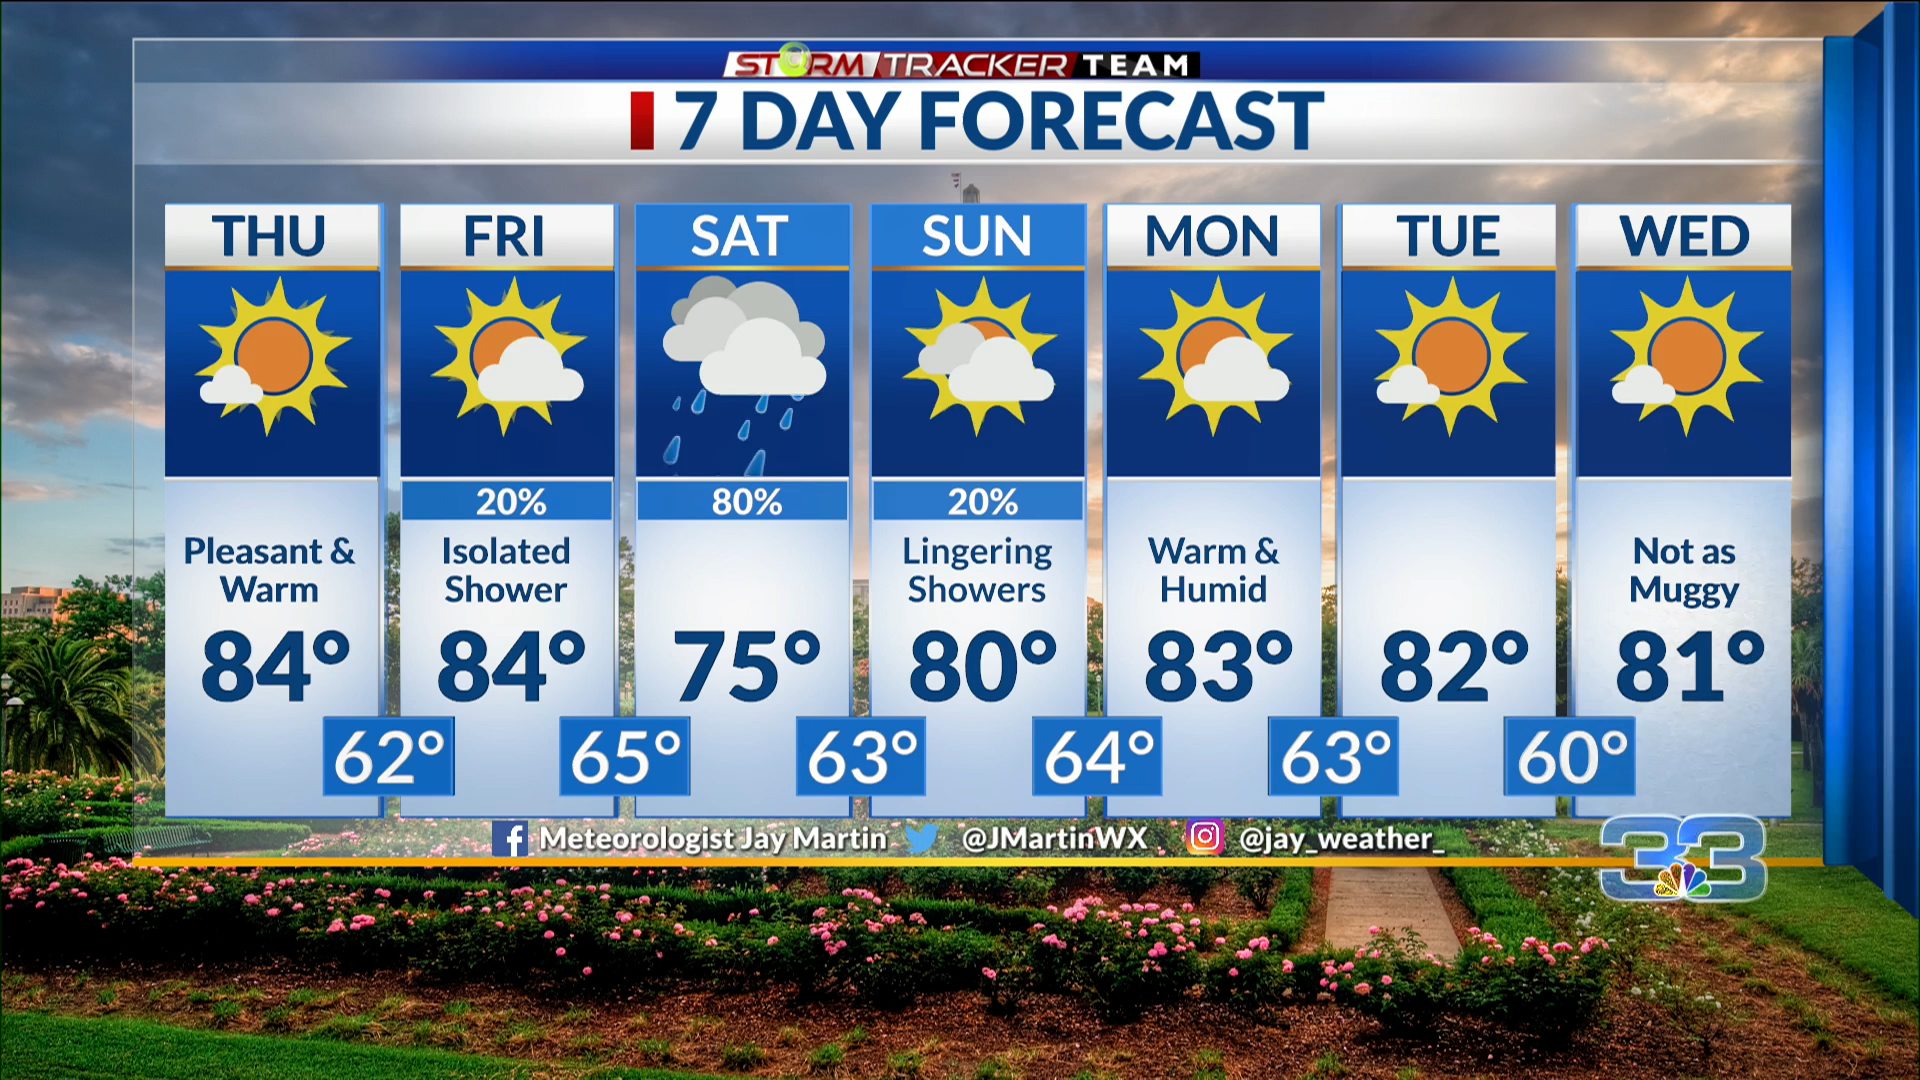 STORM TRACKER TEAM
7 DAY FORECAST
THU
FRI
SAT
SUN
MON
TUE
WED
20%
80%
20%
Pleasant &
Warm
Isolated
Shower
Lingering
Showers
Warm &
Humid
Not as
Muggy
84°
84°
75°
80°
83°
82°
81°
62°
65°
63°
64°
63°
60°
f Meteorologist Jay Martin @JMartinWX @jay_weather_
33